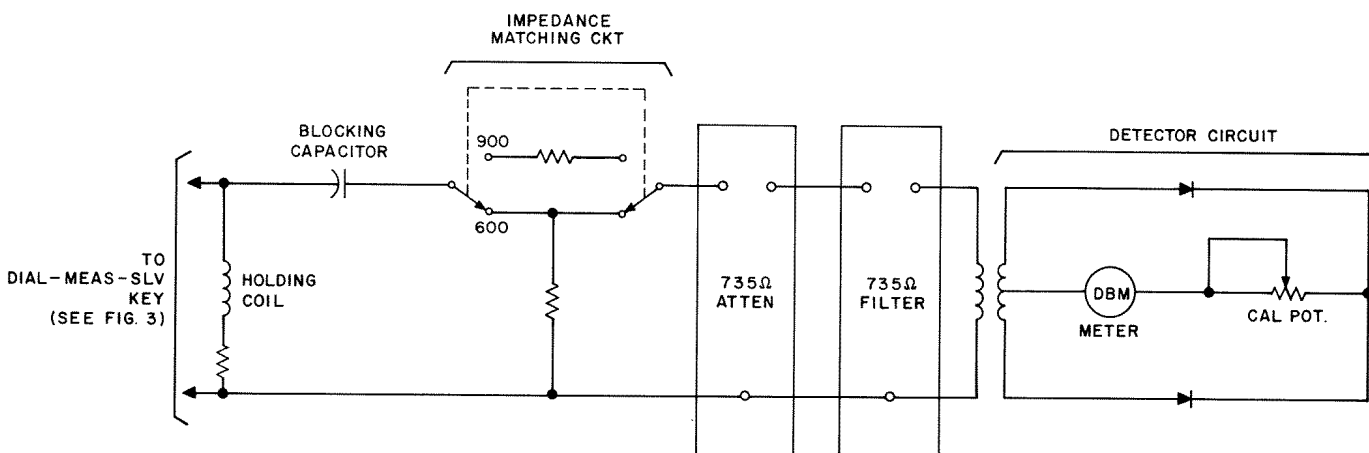 IMPEDANCE
MATCHING CKT
BLOCKING
CAPACITOR
900
600
DETECTOR CIRCUIT
TO
DIAL-MEAS-SLV
KEY
(SEE FIG. 3)
HOLDING
COIL
735Ω
ATTEN
735Ω
FILTER
DBM
METER
CAL POT.